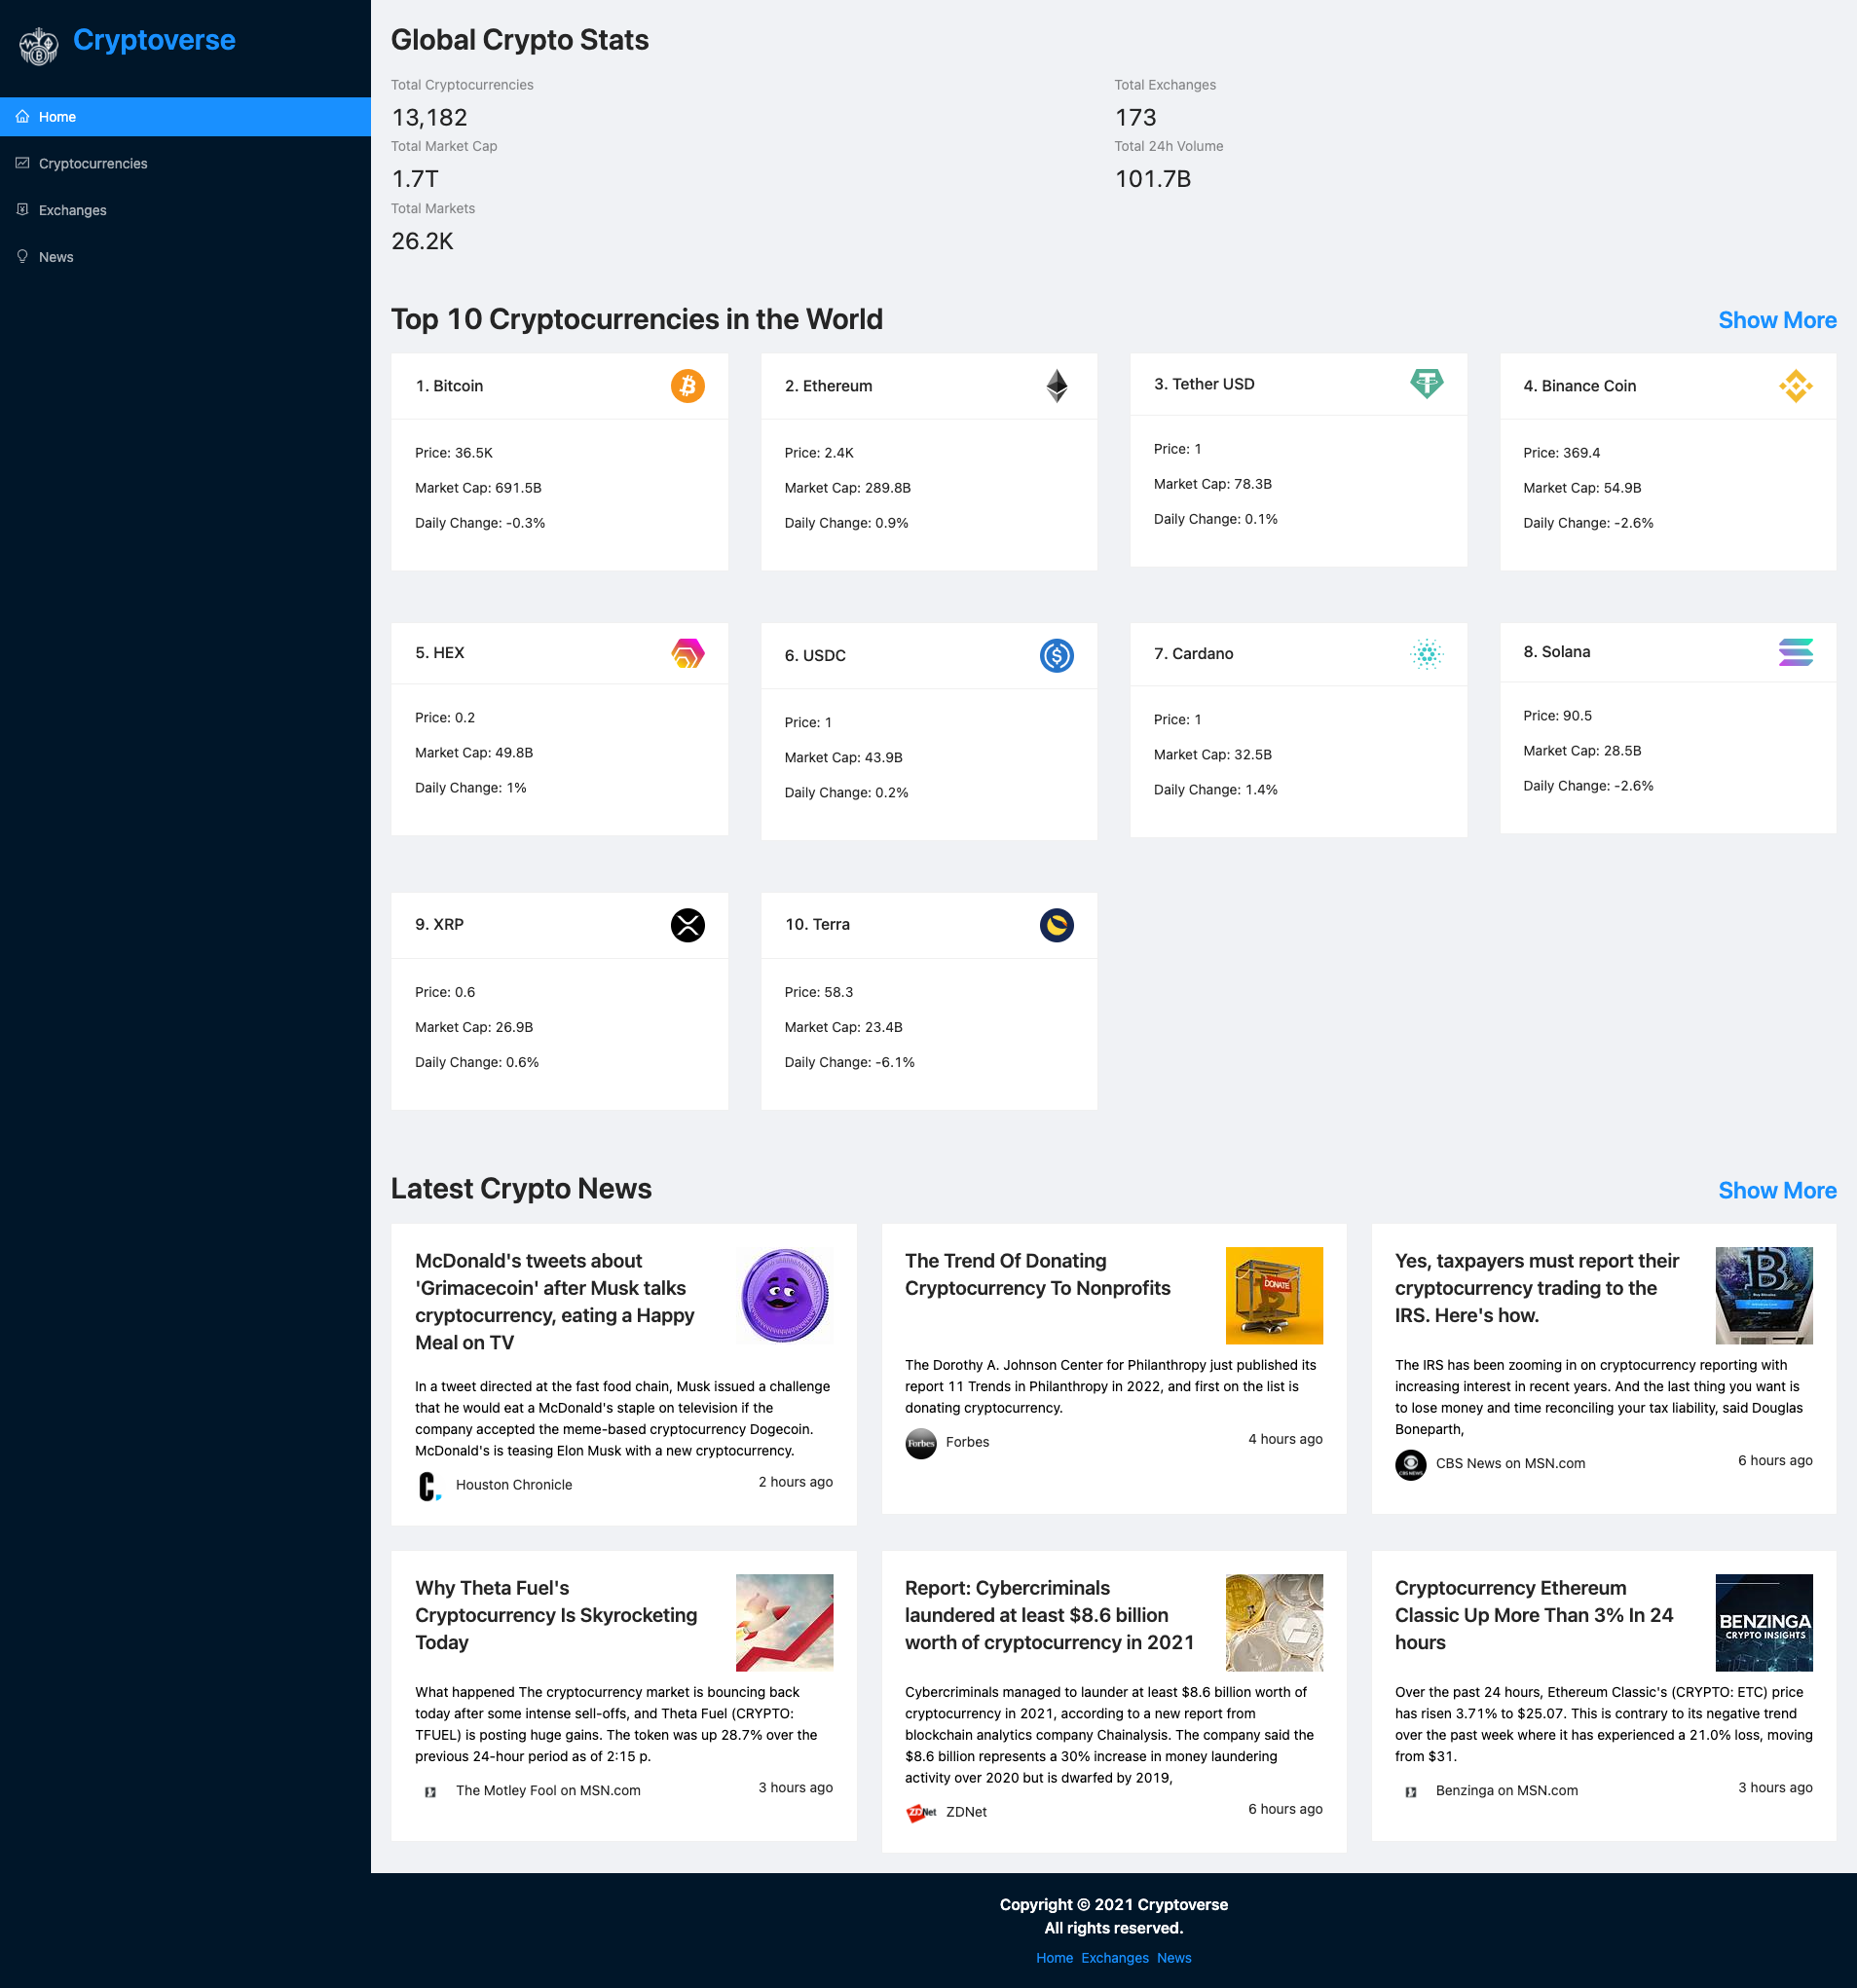 Cryptoverse
Home
Cryptocurrencies
Exchanges
News
Global Crypto Stats
Total Cryptocurrencies
13,182
Total Exchanges
173
Total Market Cap
1.7T
Total 24h Volume
101.7B
Total Markets
26.2K
Top 10 Cryptocurrencies in the World
Show More
1. Bitcoin
Price: 36.5K
Market Cap: 691.5B
Daily Change: -0.3%
2. Ethereum
Price: 2.4K
Market Cap: 289.8B
Daily Change: 0.9%
3. Tether USD
Price: 1
Market Cap: 78.3B
Daily Change: 0.1%
4. Binance Coin
Price: 369.4
Market Cap: 54.9B
Daily Change: -2.6%
5. HEX
Price: 0.2
Market Cap: 49.8B
Daily Change: 1%
6. USDC
Price: 1
Market Cap: 43.9B
Daily Change: 0.2%
7. Cardano
Price: 1
Market Cap: 32.5B
Daily Change: 1.4%
8. Solana
Price: 90.5
Market Cap: 28.5B
Daily Change: -2.6%
9. XRP
Price: 0.6
Market Cap: 26.9B
Daily Change: 0.6%
10. Terra
Price: 58.3
Market Cap: 23.4B
Daily Change: -6.1%
Latest Crypto News
Show More
McDonald's tweets about
'Grimacecoin' after Musk talks
cryptocurrency, eating a Happy
Meal on TV
In a tweet directed at the fast food chain, Musk issued a challenge
that he would eat a McDonald's staple on television if the
company accepted the meme-based cryptocurrency Dogecoin.
McDonald's is teasing Elon Musk with a new cryptocurrency.
C.
Houston Chronicle
2 hours ago
The Trend Of Donating
Cryptocurrency To Nonprofits
DONATE
The Dorothy A. Johnson Center for Philanthropy just published its
report 11 Trends in Philanthropy in 2022, and first on the list is
donating cryptocurrency.
Forbes
Forbes
4 hours ago
Yes, taxpayers must report their
cryptocurrency trading to the
IRS. Here's how.
The IRS has been zooming in on cryptocurrency reporting with
increasing interest in recent years. And the last thing you want is
to lose money and time reconciling your tax liability, said Douglas
Boneparth,
CBS NEWS
CBS News on MSN.com
6 hours ago
Why Theta Fuel's
Cryptocurrency Is Skyrocketing
Today
What happened The cryptocurrency market is bouncing back
today after some intense sell-offs, and Theta Fuel (CRYPTO:
TFUEL) is posting huge gains. The token was up 28.7% over the
previous 24-hour period as of 2:15 p.
The Motley Fool on MSN.com
3 hours ago
Report: Cybercriminals
laundered at least $8.6 billion
worth of cryptocurrency in 2021
Cybercriminals managed to launder at least $8.6 billion worth of
cryptocurrency in 2021, according to a new report from
blockchain analytics company Chainalysis. The company said the
$8.6 billion represents a 30% increase in money laundering
activity over 2020 but is dwarfed by 2019,
ZDNet
ZDNet
6 hours ago
Cryptocurrency Ethereum
Classic Up More Than 3% In 24
hours
BENZINGA
CRYPTO INSIGHTS
Over the past 24 hours, Ethereum Classic's (CRYPTO: ETC) price
has risen 3.71% to $25.07. This is contrary to its negative trend
over the past week where it has experienced a 21.0% loss, moving
from $31.
Benzinga on MSN.com
3 hours ago
Copyright © 2021 Cryptoverse
All rights reserved.
Home Exchanges News